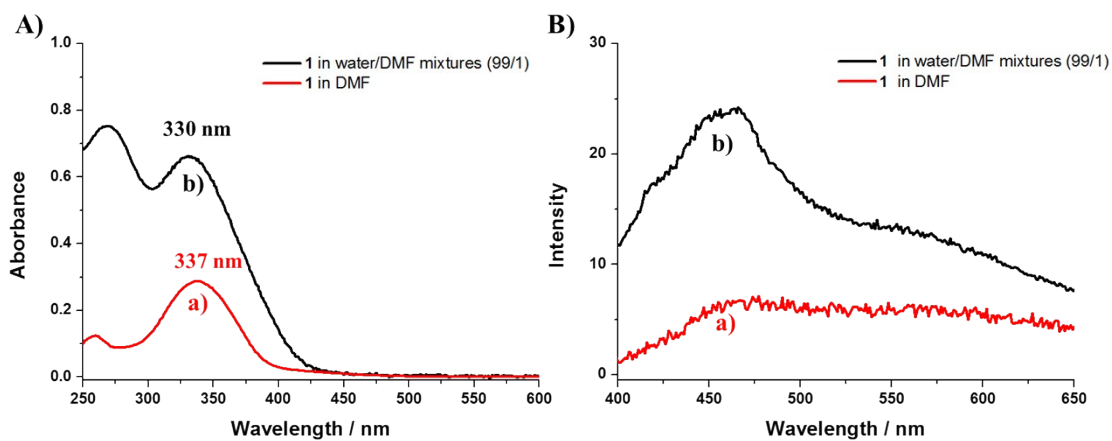 A)
1 in water/DMF mixtures (99/1)
1 in DMF
330 nm
b)
337 nm
a)
1.0
0.8
0.6
0.4
0.2
0.0
250 300 350 400 450 500 550 600
Aborbance
Wavelength / nm
B)
1 in water/DMF mixtures (99/1)
1 in DMF
b)
a)
30
20
10
0
400 450 500 550 600 650
Intensity
Wavelength / nm